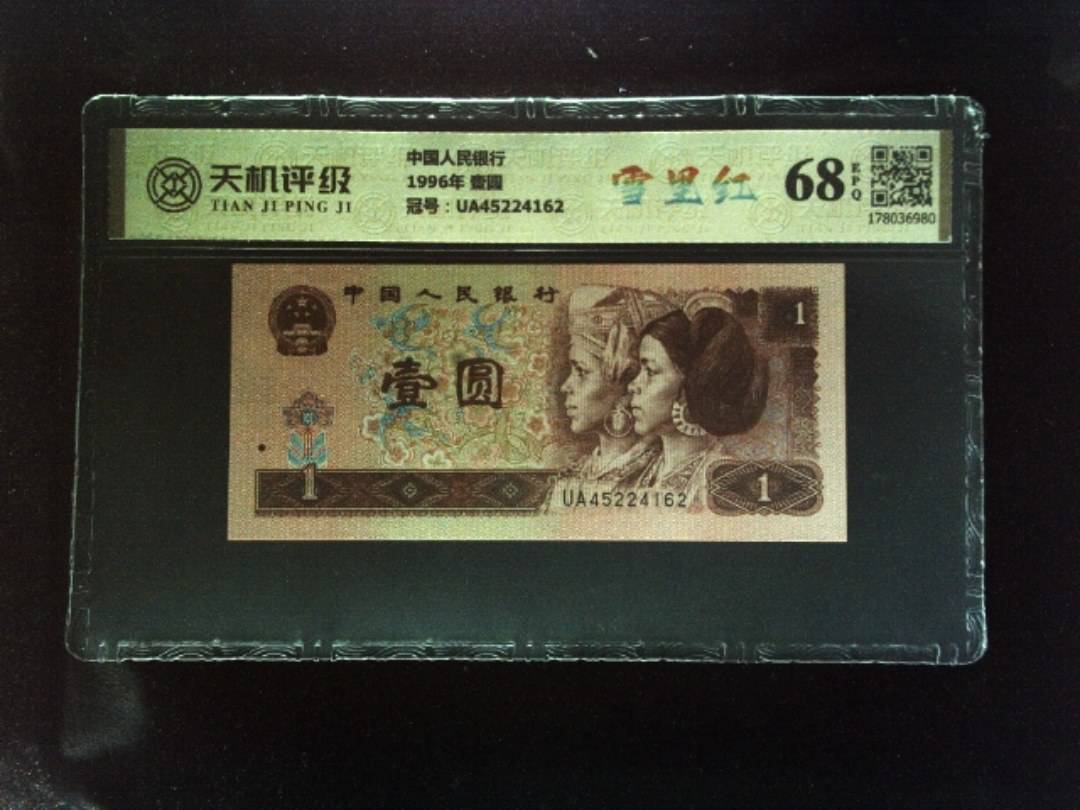 天机评级
TIAN JI PING JI
中国人民银行
1996年 壹圆
冠号：UA45224162
雪里红
68
EPQ
178036980
中国人民银行
1
壹圆
1
UA45224162
1